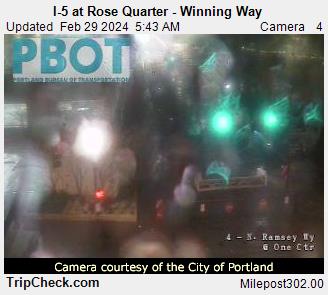 I-5 at Rose Quarter - Winning Way
Updated Feb 29 2024 5:43 AM Camera 4
PBOT
PORTLAND BUREAU OF TRANSPORTATION
4 - N. Ramsey Wy
@ One Ctr
Camera courtesy of the City of Portland
TripCheck.com Milepost302.00